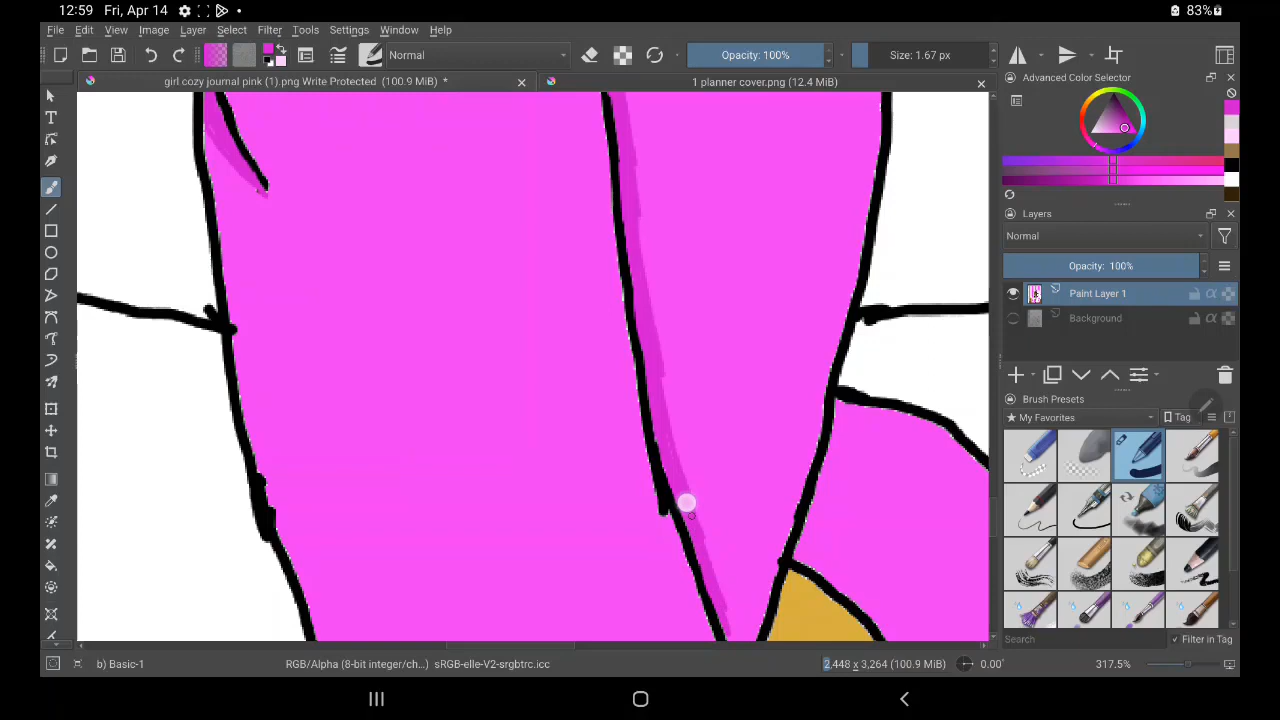 12:59 Fri, Apr 14 83%
File Edit View Image Layer Select Filter Tools Settings Window Help
Normal Opacity: 100% Size: 1.67 px
girl cozy journal pink (1).png Write Protected (100.9 MiB) * 1 planner cover.png (12.4 MiB)
Advanced Color Selector
Layers
Normal
Opacity: 100%
Paint Layer 1
Background
Brush Presets
My Favorites Tag
Search Filter in Tag
b) Basic-1 RGB/Alpha (8-bit integer/ch...) sRGB-elle-V2-srgbtrc.icc 2,448 x 3,264 (100.9 MiB) 0.00° 317.5%